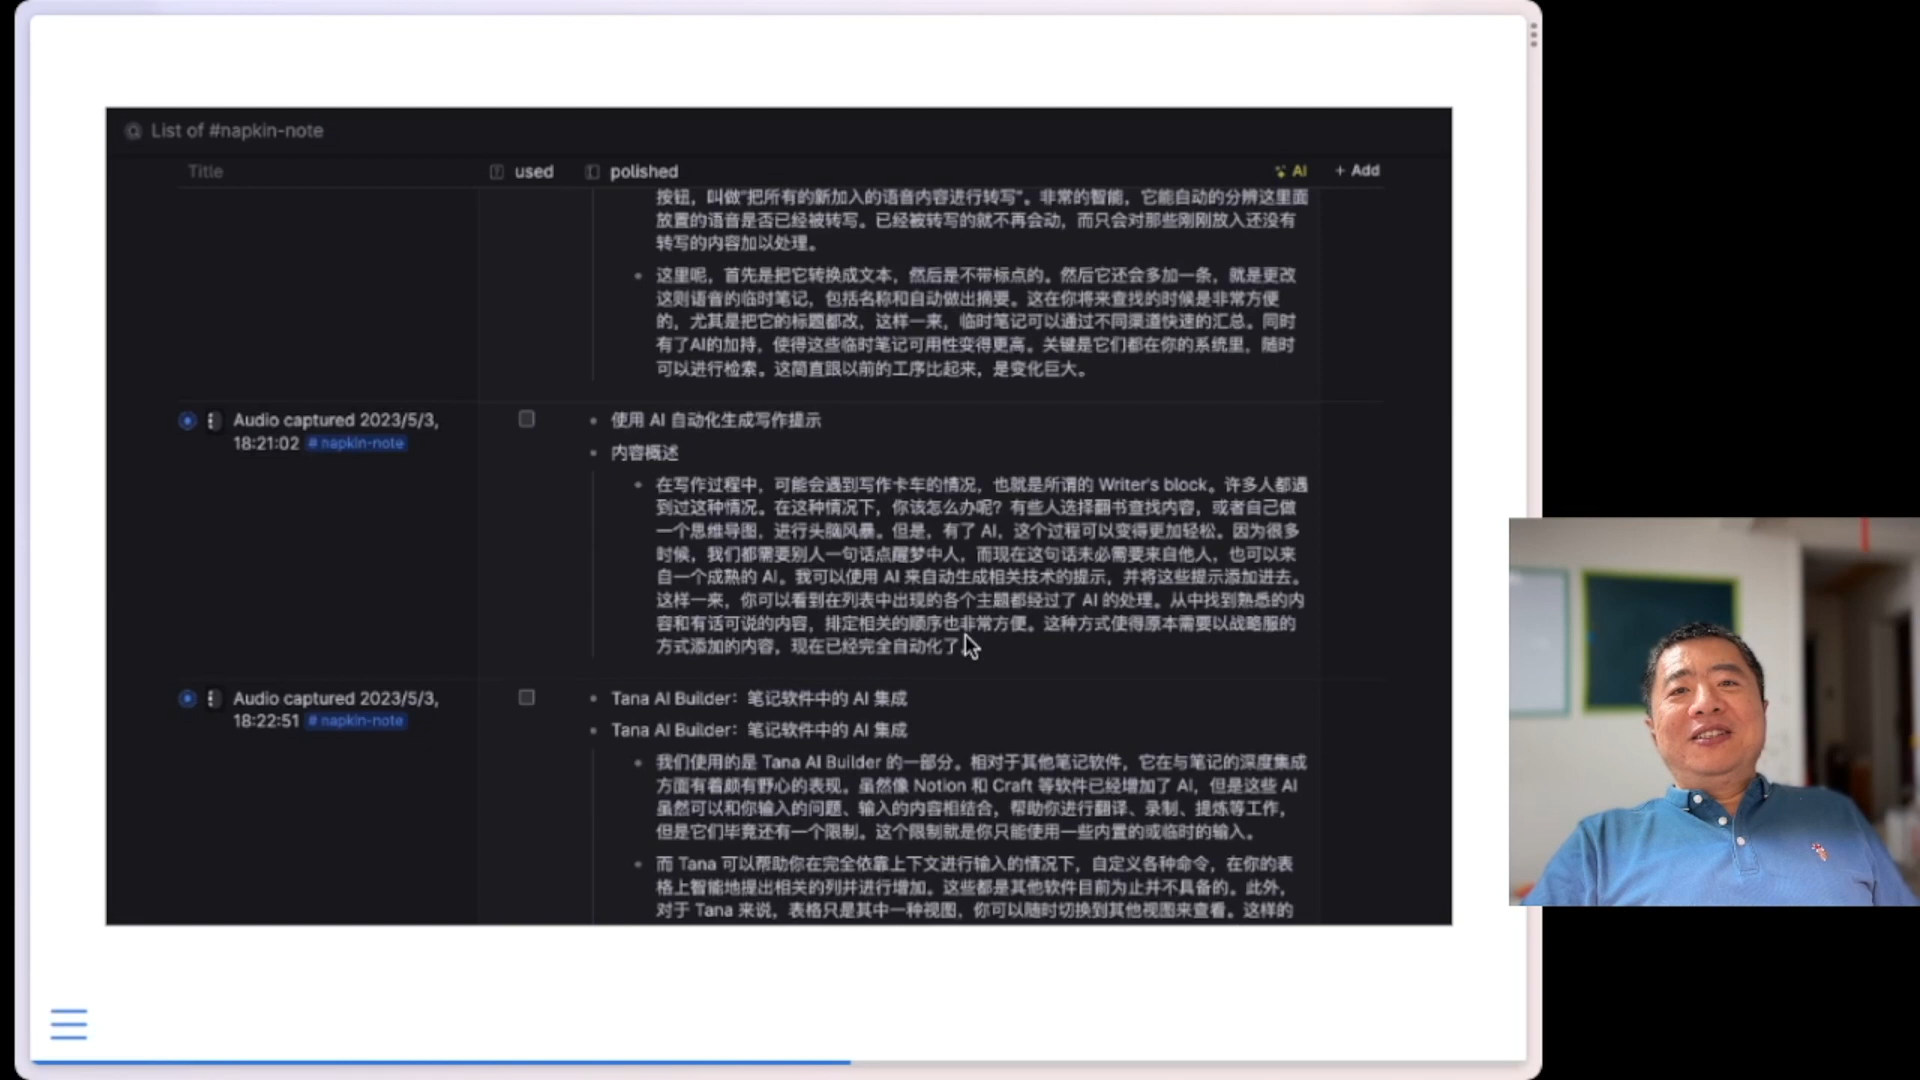 List of #napkin-note
Title
used
polished
AI
+ Add
按钮，叫做"把所有的新加入的语音内容进行转写"。非常的智能，它能自动的分辨这里面
放置的语音是否已经被转写。已经被转写的就不再会动，而只会对那些刚刚放入还没有
转写的内容加以处理。
这里呢，首先是把它转换成文本，然后是不带标点的。然后它还会多加一条，就是更改
这则语音的临时笔记，包括名称和自动做出摘要。这在你将来查找的时候是非常方便
的，尤其是把它的标题都改，这样一来，临时笔记可以通过不同渠道快速的汇总。同时
有了AI的加持，使得这些临时笔记可用性变得更高。关键是它们都在你的系统里，随时
可以进行检索。这简直跟以前的工序比起来，是变化巨大。
Audio captured 2023/5/3,
18:21:02 # napkin-note
使用 AI 自动化生成写作提示
内容概述
在写作过程中，可能会遇到写作卡车的情况，也就是所谓的 Writer's block。许多人都遇
到过这种情况。在这种情况下，你该怎么办呢？有些人选择翻书查找内容，或者自己做
一个思维导图，进行头脑风暴。但是，有了 AI，这个过程可以变得更加轻松。因为很多
时候，我们都需要别人一句话点醒梦中人，而现在这句话未必需要来自他人，也可以来
自一个成熟的 AI。我可以使用 AI 来自动生成相关技术的提示，并将这些提示添加进去。
这样一来，你可以看到在列表中出现的各个主题都经过了 AI 的处理。从中找到熟悉的内
容和有话可说的内容，排定相关的顺序也非常方便。这种方式使得原本需要以战略服的
方式添加的内容，现在已经完全自动化了
Audio captured 2023/5/3,
18:22:51 # napkin-note
Tana AI Builder：笔记软件中的 AI 集成
Tana AI Builder：笔记软件中的 AI 集成
我们使用的是 Tana AI Builder 的一部分。相对于其他笔记软件，它在与笔记的深度集成
方面有着颇有野心的表现。虽然像 Notion 和 Craft 等软件已经增加了 AI，但是这些 AI
虽然可以和你输入的问题、输入的内容相结合，帮助你进行翻译、录制、提炼等工作，
但是它们毕竟还有一个限制。这个限制就是你只能使用一些内置的或临时的输入。
而 Tana 可以帮助你在完全依靠上下文进行输入的情况下，自定义各种命令，在你的表
格上智能地提出相关的列并进行增加。这些都是其他软件目前为止并不具备的。此外，
对于 Tana 来说，表格只是其中一种视图，你可以随时切换到其他视图来查看。这样的